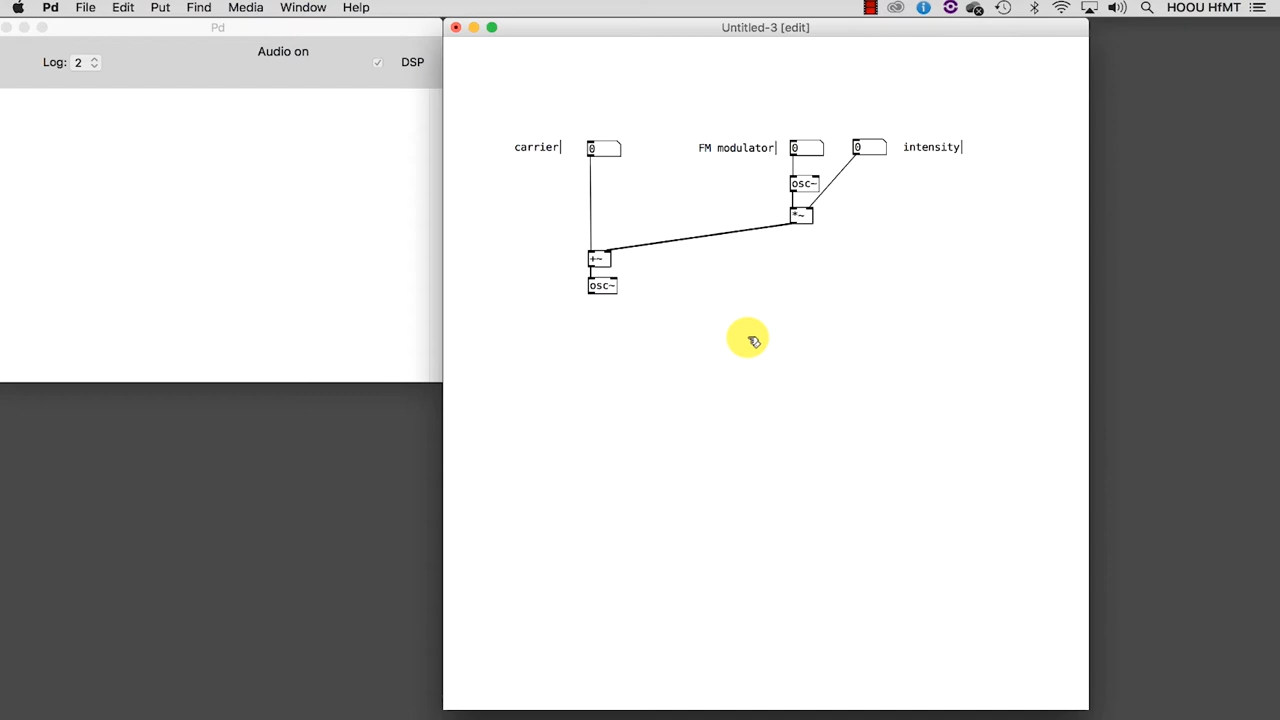 Pd File Edit Put Find Media Window Help HOOU HfMT
Pd
Untitled-3 [edit]
Audio on
Log: 2 DSP
carrier 0 FM modulator 0 0 intensity
osc~
*~
+~
osc~